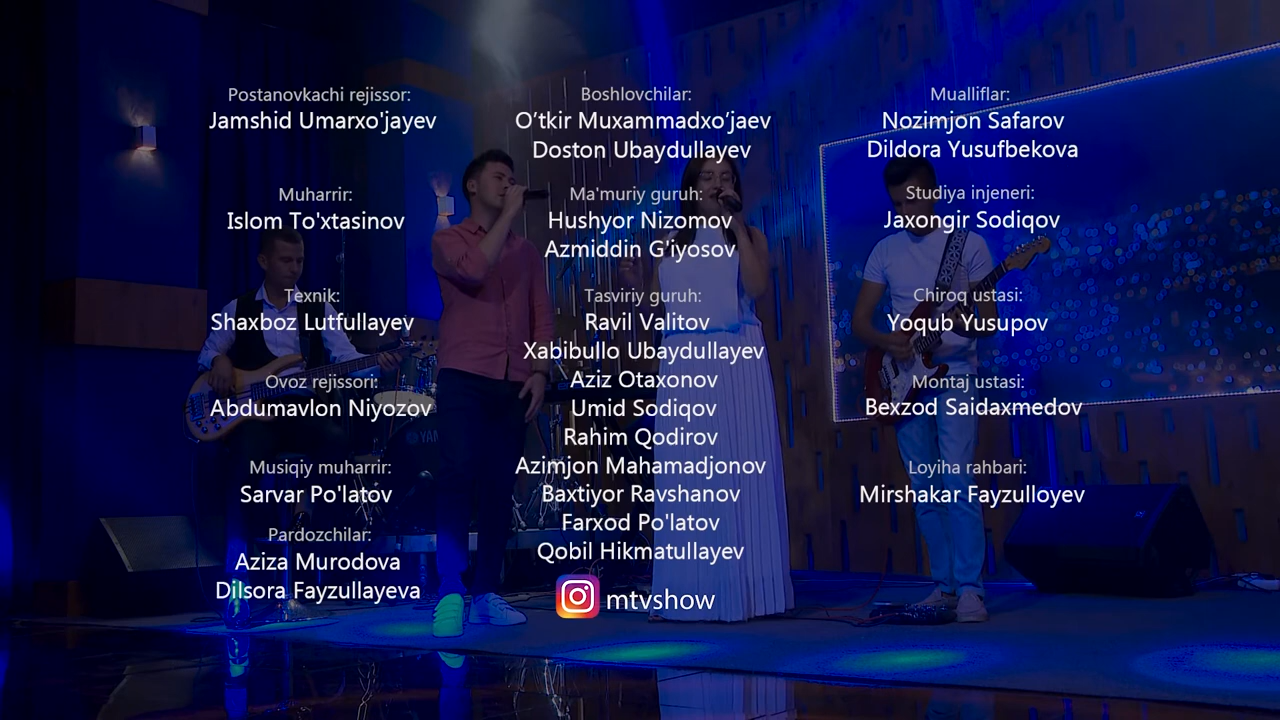 Postanovkachi rejissor:
Jamshid Umarxo'jayev
Muharrir:
Islom To'xtasinov
Texnik:
Shaxboz Lutfullayev
Ovoz rejissori:
Abdumavlon Niyozov
Musiqiy muharrir:
Sarvar Po'latov
Pardozchilar:
Aziza Murodova
Dilsora Fayzullayeva
Boshlovchilar:
O‘tkir Muxammadxo‘jaev
Doston Ubaydullayev
Ma'muriy guruh:
Hushyor Nizomov
Azmiddin G'iyosov
Tasviriy guruh:
Ravil Valitov
Xabibullo Ubaydullayev
Aziz Otaxonov
Umid Sodiqov
Rahim Qodirov
Azimjon Mahamadjonov
Baxtiyor Ravshanov
Farxod Po'latov
Qobil Hikmatullayev
mtvshow
Mualliflar:
Nozimjon Safarov
Dildora Yusufbekova
Studiya injeneri:
Jaxongir Sodiqov
Chiroq ustasi:
Yoqub Yusupov
Montaj ustasi:
Bexzod Saidaxmedov
Loyiha rahbari:
Mirshakar Fayzulloyev